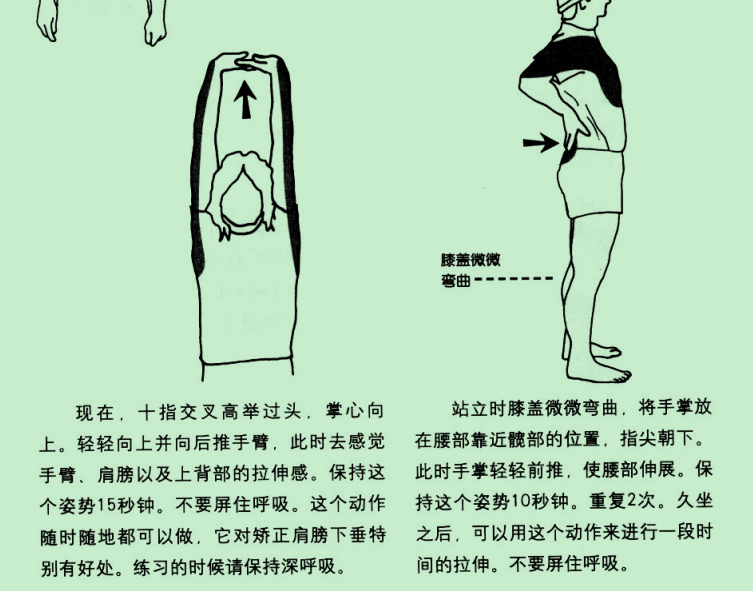 膝盖微微
弯曲
现在，十指交叉高举过头，掌心向
上。轻轻向上并向后推手臂，此时去感觉
手臂、肩膀以及上背部的拉伸感。保持这
个姿势15秒钟。不要屏住呼吸。这个动作
随时随地都可以做，它对矫正肩膀下垂特
别有好处。练习的时候请保持深呼吸。
站立时膝盖微微弯曲，将手掌放
在腰部靠近髋部的位置，指尖朝下。
此时手掌轻轻前推，使腰部伸展。保
持这个姿势10秒钟。重复2次。久坐
之后，可以用这个动作来进行一段时
间的拉伸。不要屏住呼吸。